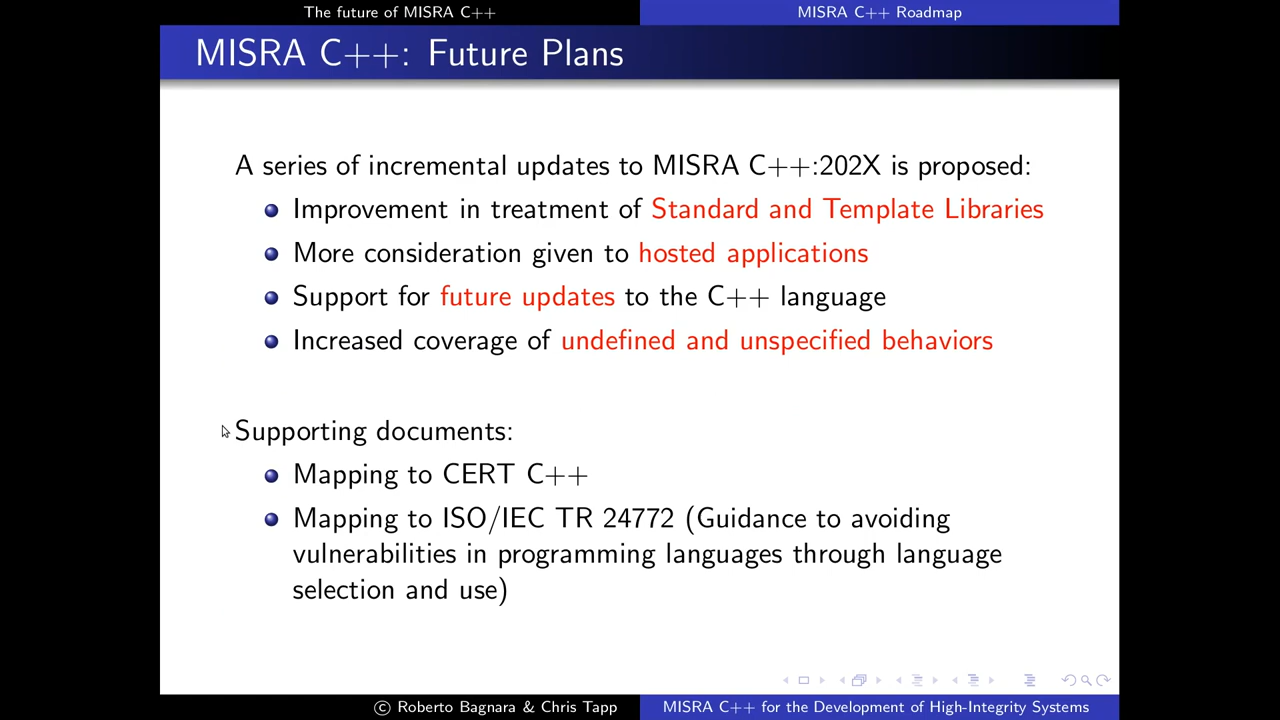 The future of MISRA C++
MISRA C++ Roadmap
MISRA C++: Future Plans
A series of incremental updates to MISRA C++:202X is proposed:
Improvement in treatment of Standard and Template Libraries
More consideration given to hosted applications
Support for future updates to the C++ language
Increased coverage of undefined and unspecified behaviors
Supporting documents:
Mapping to CERT C++
Mapping to ISO/IEC TR 24772 (Guidance to avoiding
vulnerabilities in programming languages through language
selection and use)
© Roberto Bagnara & Chris Tapp
MISRA C++ for the Development of High-Integrity Systems